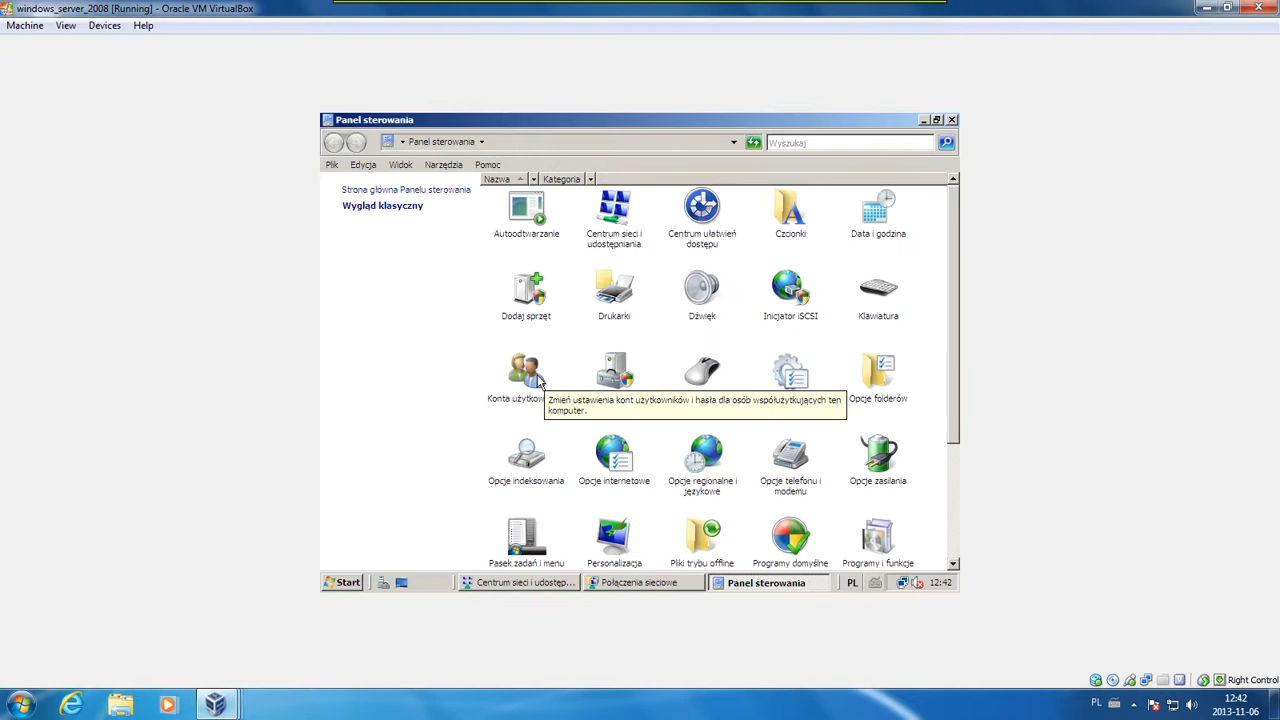 windows_server_2008 [Running] - Oracle VM VirtualBox
Machine View Devices Help
Panel sterowania
Panel sterowania
Wyszukaj
Plik Edycja Widok Narzędzia Pomoc
Strona główna Panelu sterowania
Wygląd klasyczny
Nazwa Kategoria
Autoodtwarzanie
Centrum sieci i
udostępniania
Centrum ułatwień
dostępu
Czcionki
Data i godzina
Dodaj sprzęt
Drukarki
Dźwięk
Inicjator iSCSI
Klawiatura
Konta użytkow
Zmień ustawienia kont użytkowników i hasła dla osób współużytkujących ten
komputer.
Opcje folderów
Opcje indeksowania
Opcje internetowe
Opcje regionalne i
językowe
Opcje telefonu i
modemu
Opcje zasilania
Pasek zadań i menu
Personalizacja
Pliki trybu offline
Programy domyślne
Programy i funkcje
Start
Centrum sieci i udostęp...
Połączenia sieciowe
Panel sterowania
PL
12:42
Right Control
PL
12:42
2013-11-06